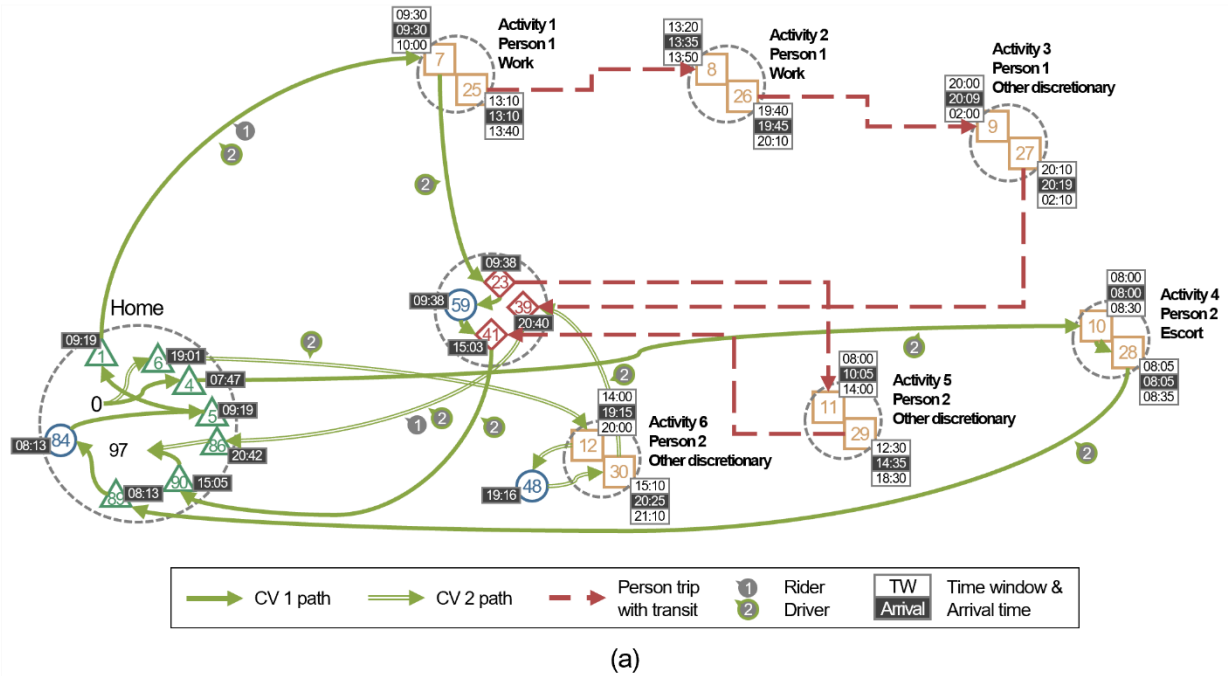 09:30
09:30
10:00
7
25
13:10
13:10
13:40
Activity 1
Person 1
Work
13:20
13:35
13:50
8
26
19:40
19:45
20:10
Activity 2
Person 1
Work
20:00
20:09
02:00
9
27
20:10
20:19
02:10
Activity 3
Person 1
Other discretionary
1
2
2
09:38
23
09:38
59
39
20:40
41
15:03
08:00
08:00
08:30
10
28
08:05
08:05
08:35
Activity 4
Person 2
Escort
2
Home
09:19
1
6
19:01
4
07:47
0
5
09:19
84
08:13
97
86
20:42
90
15:05
89
08:13
2
1
2
2
2
2
14:00
19:15
20:00
12
30
15:10
20:25
21:10
48
19:16
Activity 6
Person 2
Other discretionary
08:00
10:05
14:00
11
29
12:30
14:35
18:30
Activity 5
Person 2
Other discretionary
CV 1 path
CV 2 path
Person trip
with transit
1
Rider
2
Driver
TW
Arrival
Time window &
Arrival time
(a)